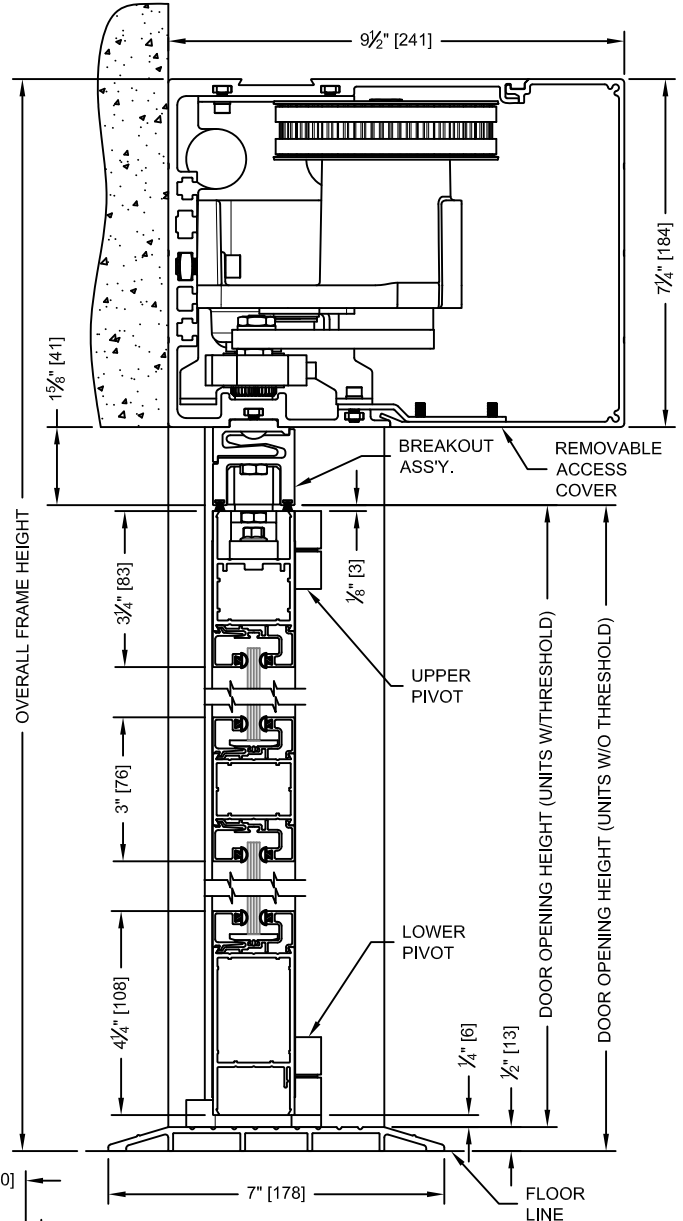 9½" [241]
7¼" [184]
1⅝" [41]
BREAKOUT
ASS'Y.
REMOVABLE
ACCESS
COVER
OVERALL FRAME HEIGHT
3¼" [83]
⅛" [3]
UPPER
PIVOT
3" [76]
DOOR OPENING HEIGHT (UNITS W/THRESHOLD)
DOOR OPENING HEIGHT (UNITS W/O THRESHOLD)
LOWER
PIVOT
4¼" [108]
¼" [6]
½" [13]
0]
7" [178]
FLOOR
LINE